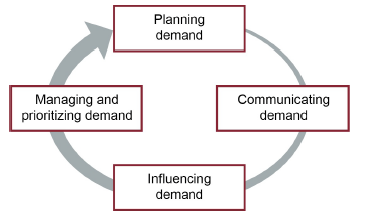 Planning
demand
Communicating
demand
Influencing
demand
Managing and
prioritizing demand